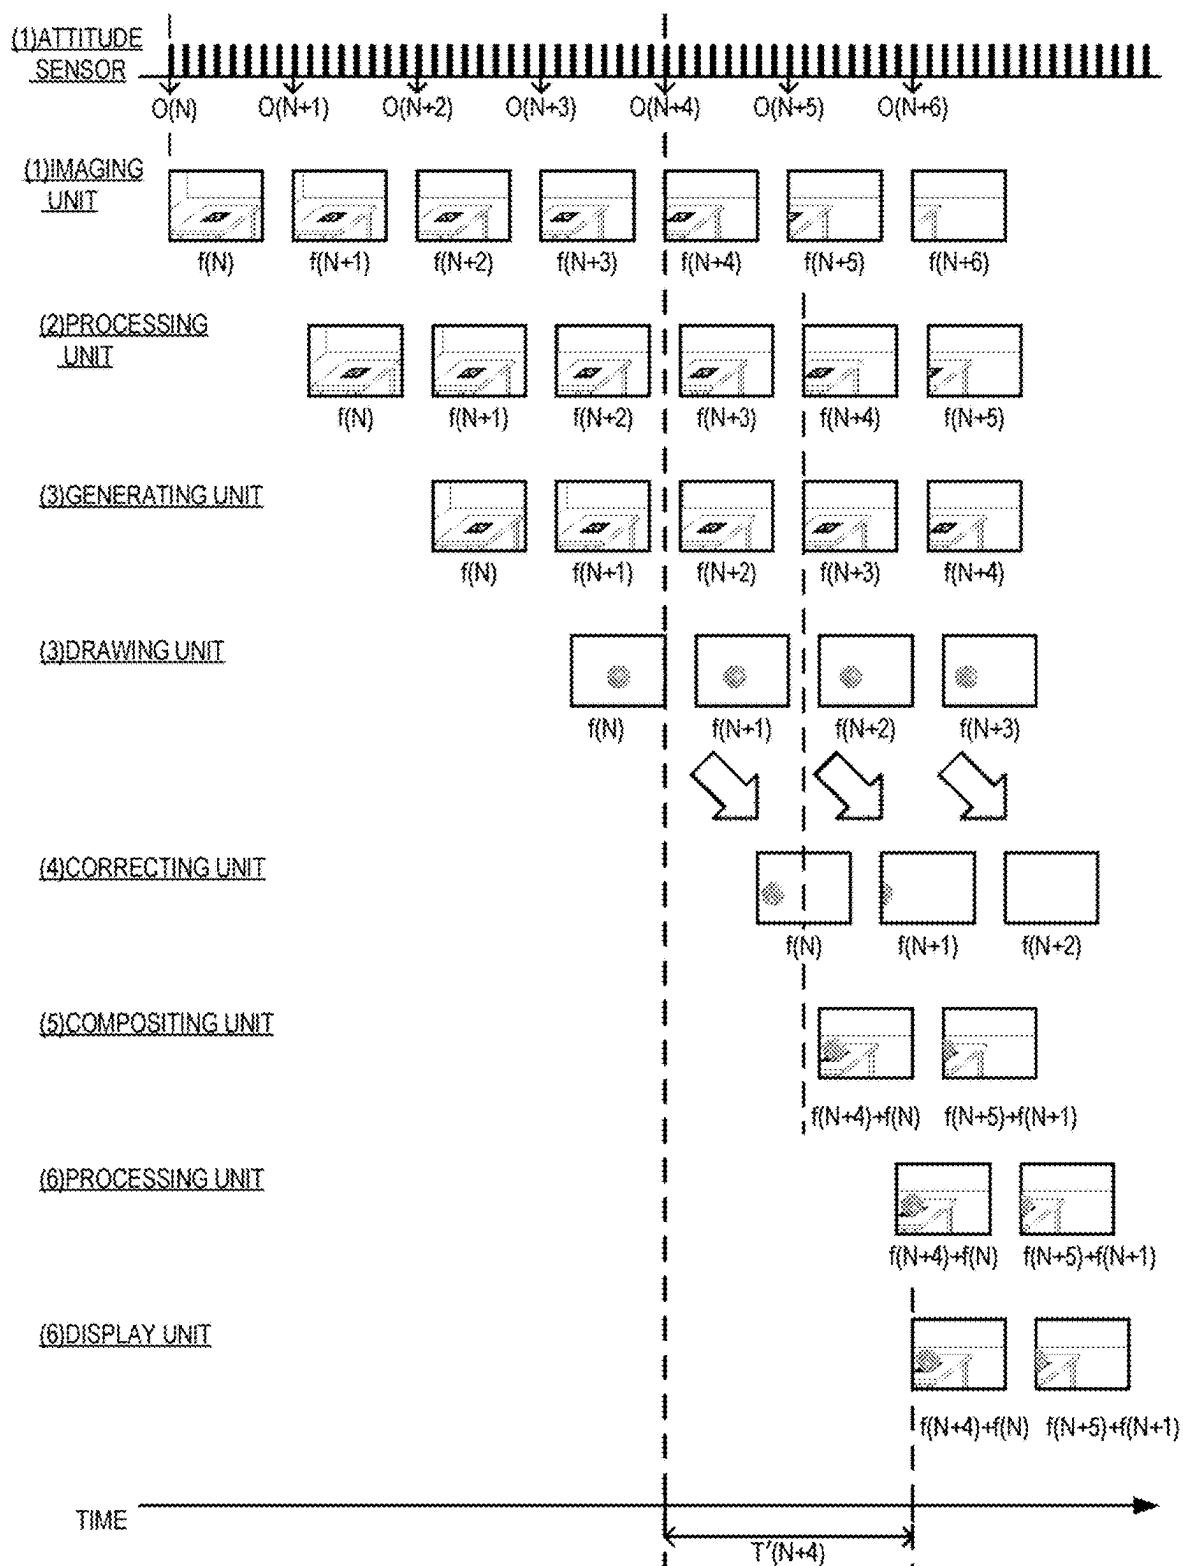 (1)ATTITUDE
SENSOR
O(N) O(N+1) O(N+2) O(N+3) O(N+4) O(N+5) O(N+6)
(1)IMAGING
UNIT
f(N) f(N+1) f(N+2) f(N+3) f(N+4) f(N+5) f(N+6)
(2)PROCESSING
UNIT
f(N) f(N+1) f(N+2) f(N+3) f(N+4) f(N+5)
(3)GENERATING UNIT
f(N) f(N+1) f(N+2) f(N+3) f(N+4)
(3)DRAWING UNIT
f(N) f(N+1) f(N+2) f(N+3)
(4)CORRECTING UNIT
f(N) f(N+1) f(N+2)
(5)COMPOSITING UNIT
f(N+4)+f(N) f(N+5)+f(N+1)
(6)PROCESSING UNIT
f(N+4)+f(N) f(N+5)+f(N+1)
(6)DISPLAY UNIT
f(N+4)+f(N) f(N+5)+f(N+1)
TIME
T'(N+4)